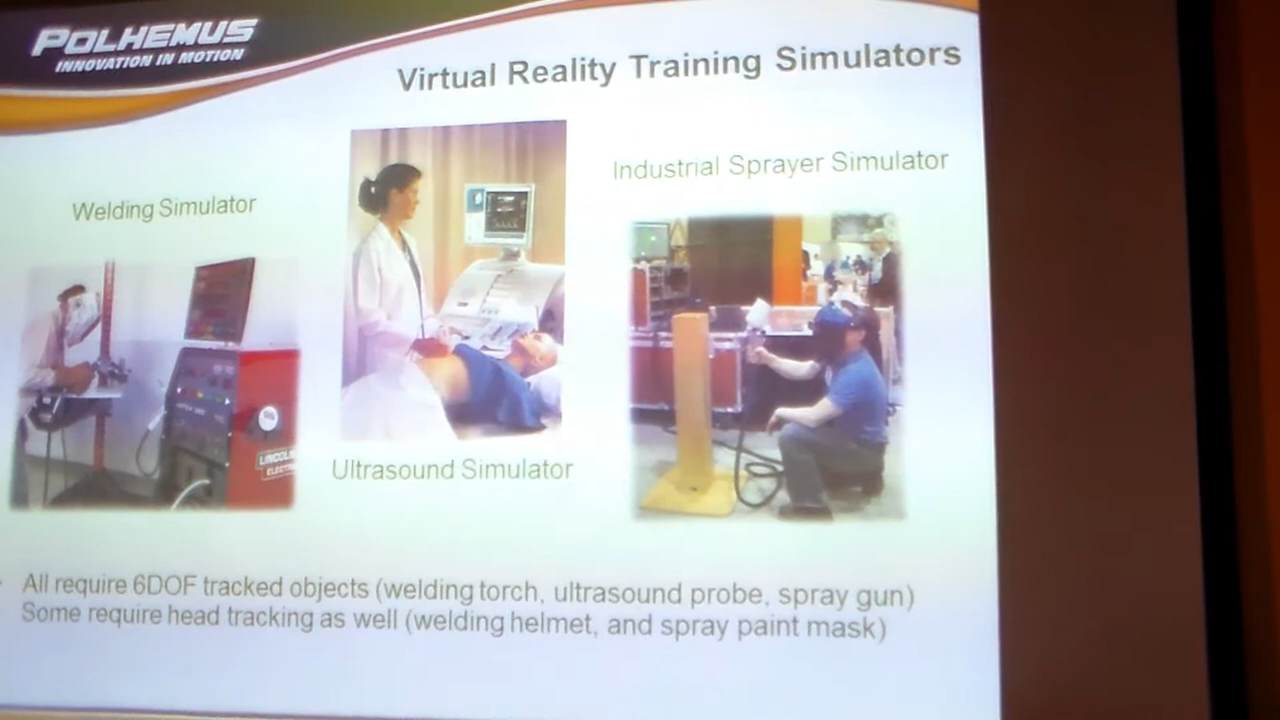 POLHEMUS
INNOVATION IN MOTION
Virtual Reality Training Simulators
Welding Simulator
Industrial Sprayer Simulator
LINCOLN
ELECTRIC
Ultrasound Simulator
All require 6DOF tracked objects (welding torch, ultrasound probe, spray gun)
Some require head tracking as well (welding helmet, and spray paint mask)